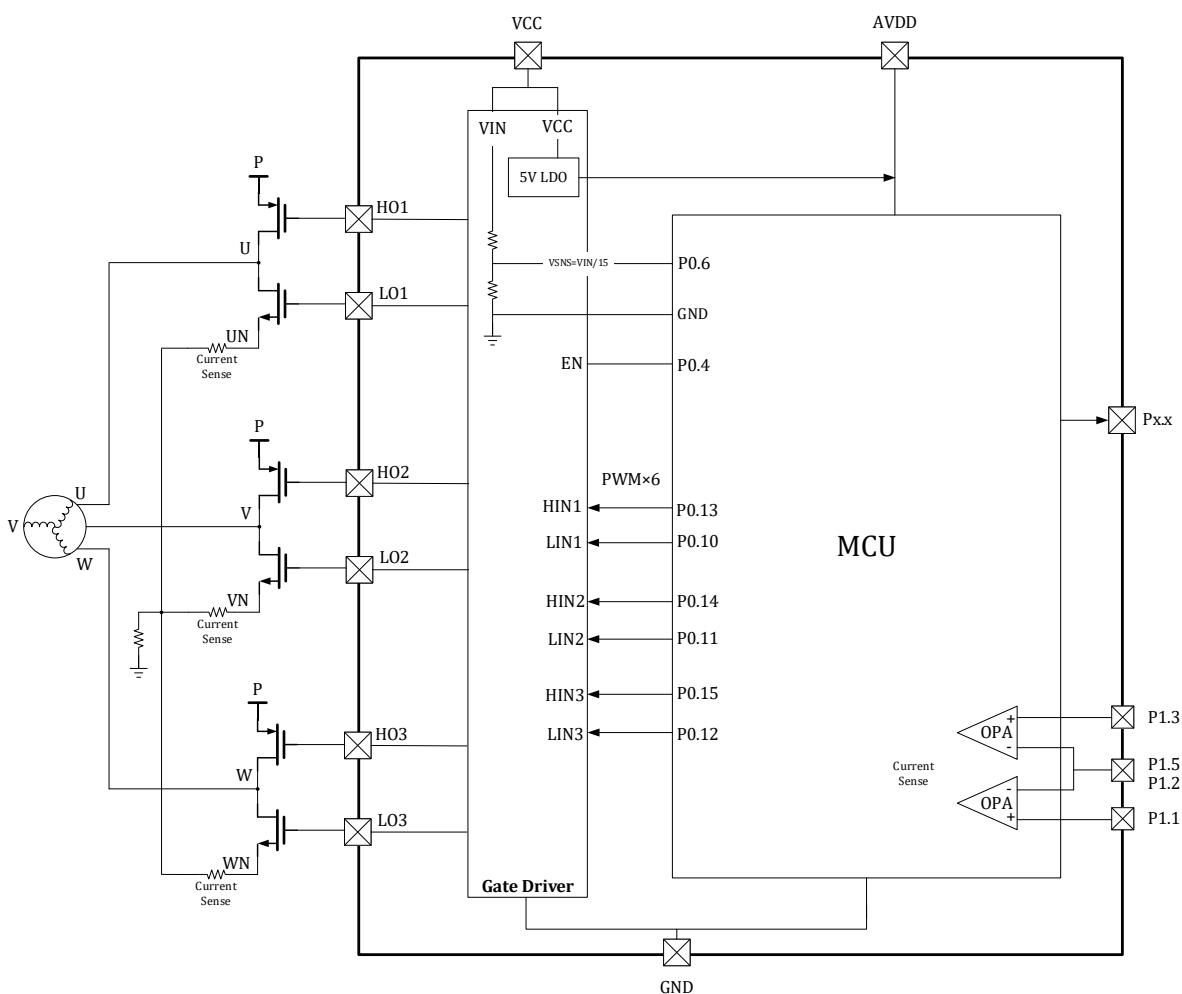 VCC
AVDD
VIN
VCC
5V LDO
P
HO1
U
VSNS=VIN/15
P0.6
LO1
GND
UN
Current
Sense
EN
P0.4
P
Px.x
HO2
PWM×6
U
V
HIN1
P0.13
V
LIN1
P0.10
MCU
W
LO2
VN
HIN2
P0.14
Current
Sense
LIN2
P0.11
P
HIN3
P0.15
P1.3
HO3
LIN3
P0.12
+
OPA
-
W
Current
Sense
P1.5
P1.2
-
OPA
+
LO3
P1.1
WN
Current
Sense
Gate Driver
GND